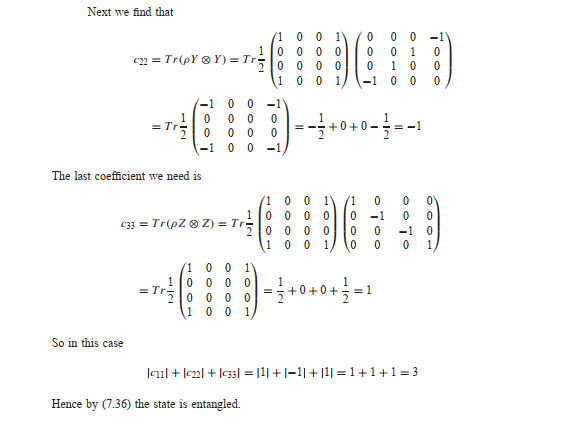 Next we find that
c₂₂ = Tr(ρY ⊗ Y) = Tr 1/2 (1 0 0 1; 0 0 0 0; 0 0 0 0; 1 0 0 1) (0 0 0 −1; 0 0 1 0; 0 1 0 0; −1 0 0 0)
= Tr 1/2 (−1 0 0 −1; 0 0 0 0; 0 0 0 0; −1 0 0 −1) = −1/2 + 0 + 0 − 1/2 = −1
The last coefficient we need is
c₃₃ = Tr(ρZ ⊗ Z) = Tr 1/2 (1 0 0 1; 0 0 0 0; 0 0 0 0; 1 0 0 1) (1 0 0 0; 0 −1 0 0; 0 0 −1 0; 0 0 0 1)
= Tr 1/2 (1 0 0 1; 0 0 0 0; 0 0 0 0; 1 0 0 1) = 1/2 + 0 + 0 + 1/2 = 1
So in this case
|c₁₁| + |c₂₂| + |c₃₃| = |1| + |−1| + |1| = 1 + 1 + 1 = 3
Hence by (7.36) the state is entangled.